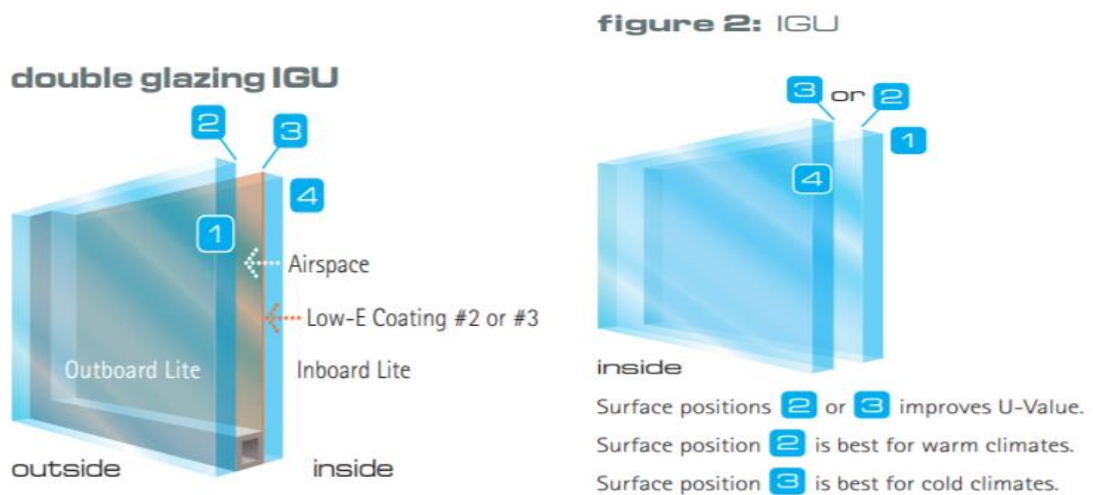 double glazing IGU
2
3
4
1
Airspace
Low-E Coating #2 or #3
Outboard Lite
Inboard Lite
outside
inside
figure 2: IGU
3 or 2
1
4
inside
Surface positions 2 or 3 improves U-Value.
Surface position 2 is best for warm climates.
Surface position 3 is best for cold climates.